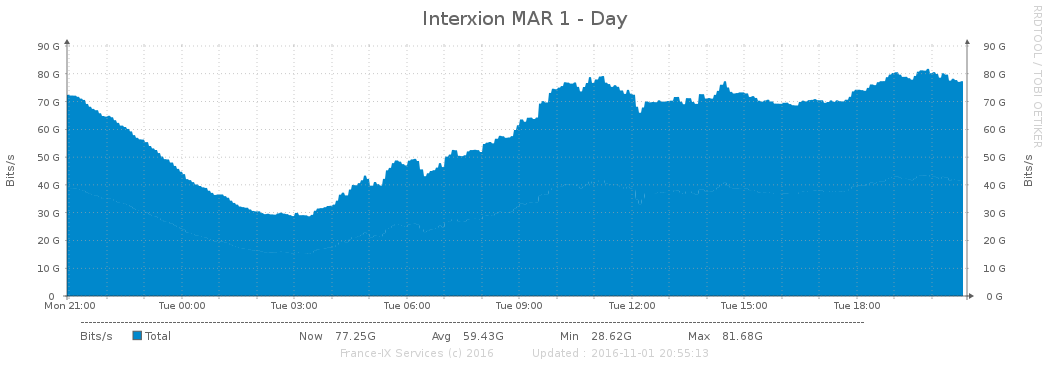 Interxion MAR 1 - Day
RRDTOOL / TOBI OETIKER
90 G 90 G
80 G 80 G
70 G 70 G
60 G 60 G
50 G 50 G
40 G 40 G
30 G 30 G
20 G 20 G
10 G 10 G
0 0 G
Bits/s
Bits/s
Mon 21:00 Tue 00:00 Tue 03:00 Tue 06:00 Tue 09:00 Tue 12:00 Tue 15:00 Tue 18:00
Bits/s Total Now 77.25G Avg 59.43G Min 28.62G Max 81.68G
France-IX Services (c) 2016 Updated : 2016-11-01 20:55:13